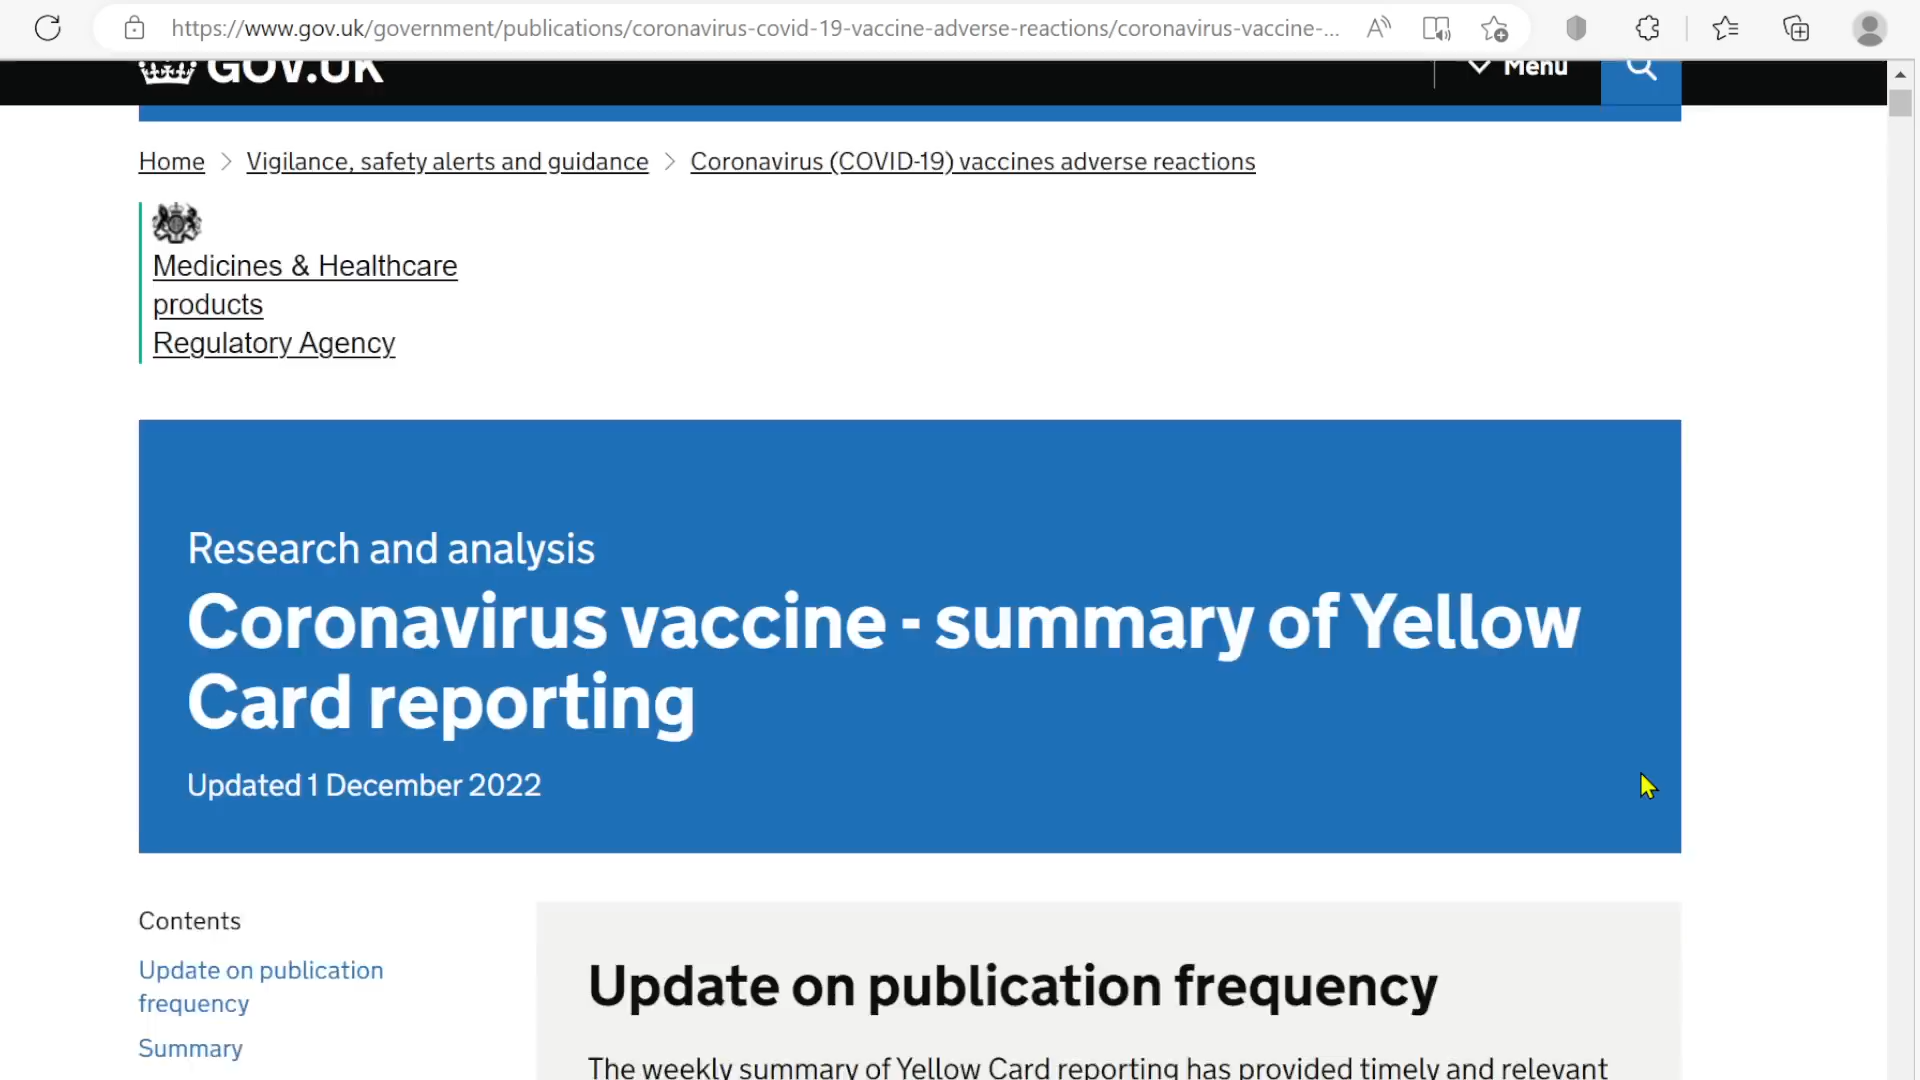 https://www.gov.uk/government/publications/coronavirus-covid-19-vaccine-adverse-reactions/coronavirus-vaccine-...
GOV.UK
Menu
Home > Vigilance, safety alerts and guidance > Coronavirus (COVID-19) vaccines adverse reactions
Medicines & Healthcare
products
Regulatory Agency
Research and analysis
Coronavirus vaccine - summary of Yellow
Card reporting
Updated 1 December 2022
Contents
Update on publication
frequency
Summary
Update on publication frequency
The weekly summary of Yellow Card reporting has provided timely and relevant